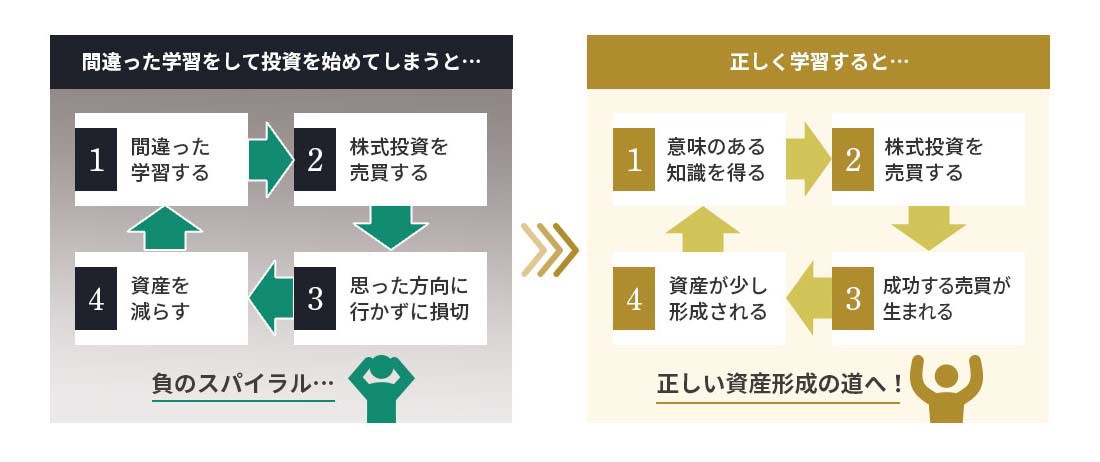 間違った学習をして投資を始めてしまうと…
1
間違った
学習する
2
株式投資を
売買する
3
思った方向に
行かずに損切
4
資産を
減らす
負のスパイラル…
正しく学習すると…
1
意味のある
知識を得る
2
株式投資を
売買する
3
成功する売買が
生まれる
4
資産が少し
形成される
正しい資産形成の道へ！